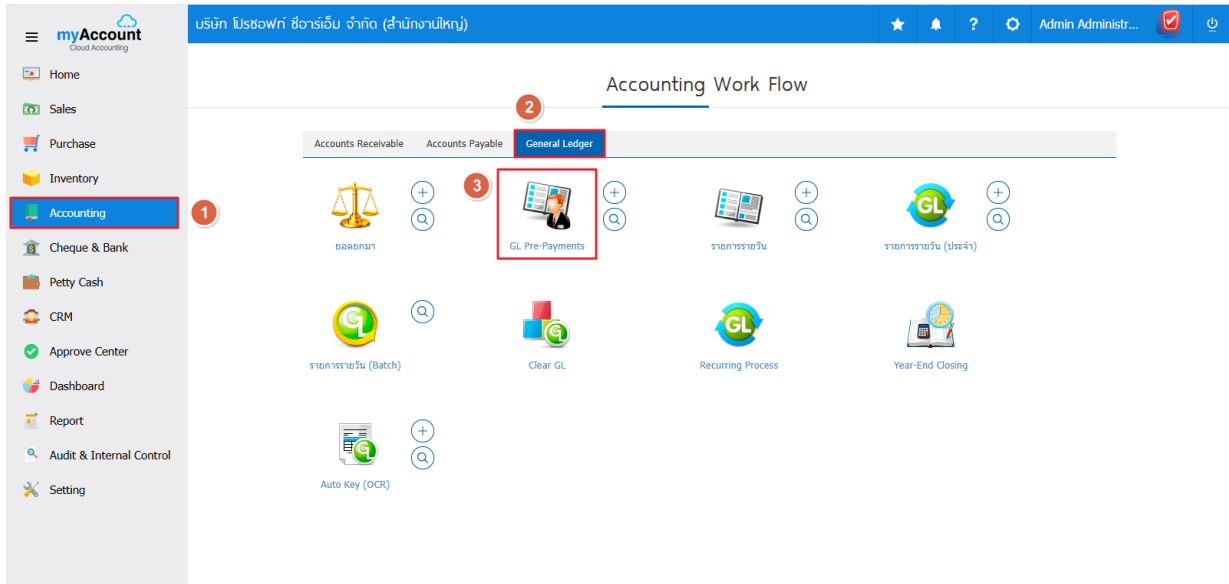 myAccount
Cloud Accounting
บริษัท โปรซอฟท์ ซีอาร์เอ็ม จำกัด (สำนักงานใหญ่)
?
Admin Administr...
Home
Sales
Purchase
Inventory
Accounting
Cheque & Bank
Petty Cash
CRM
Approve Center
Dashboard
Report
Audit & Internal Control
Setting
1
Accounting Work Flow
2
Accounts Receivable
Accounts Payable
General Ledger
3
ยอดยกมา
GL Pre-Payments
รายการรายวัน
GL
รายการรายวัน (ประจำ)
G
รายการรายวัน (Batch)
G
Clear GL
GL
Recurring Process
Year-End Closing
G
Auto Key (OCR)